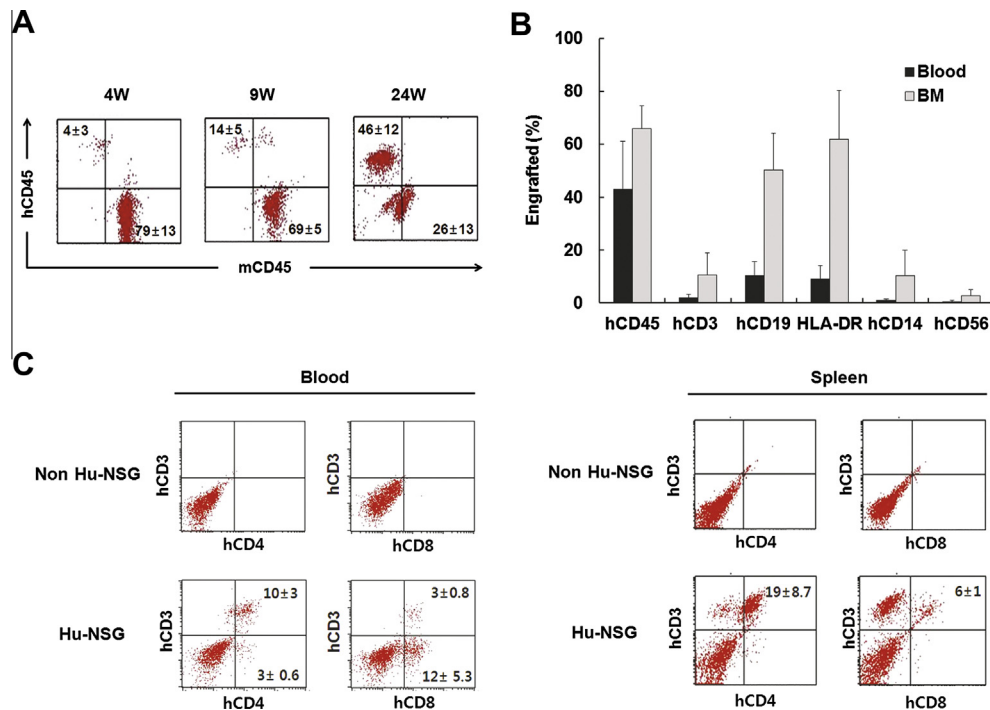 A
4W
9W
24W
4±3
79±13
14±5
69±5
46±12
26±13
hCD45
mCD45
B
100
80
60
40
20
0
Engrafted (%)
Blood
BM
hCD45
hCD3
hCD19
HLA-DR
hCD14
hCD56
C
Blood
Non Hu-NSG
hCD3
hCD4
hCD3
hCD8
Hu-NSG
hCD3
10±3
3± 0.6
hCD4
hCD3
3±0.8
12± 5.3
hCD8
Spleen
Non Hu-NSG
hCD3
hCD4
hCD3
hCD8
Hu-NSG
hCD3
19±8.7
hCD4
hCD3
6±1
hCD8